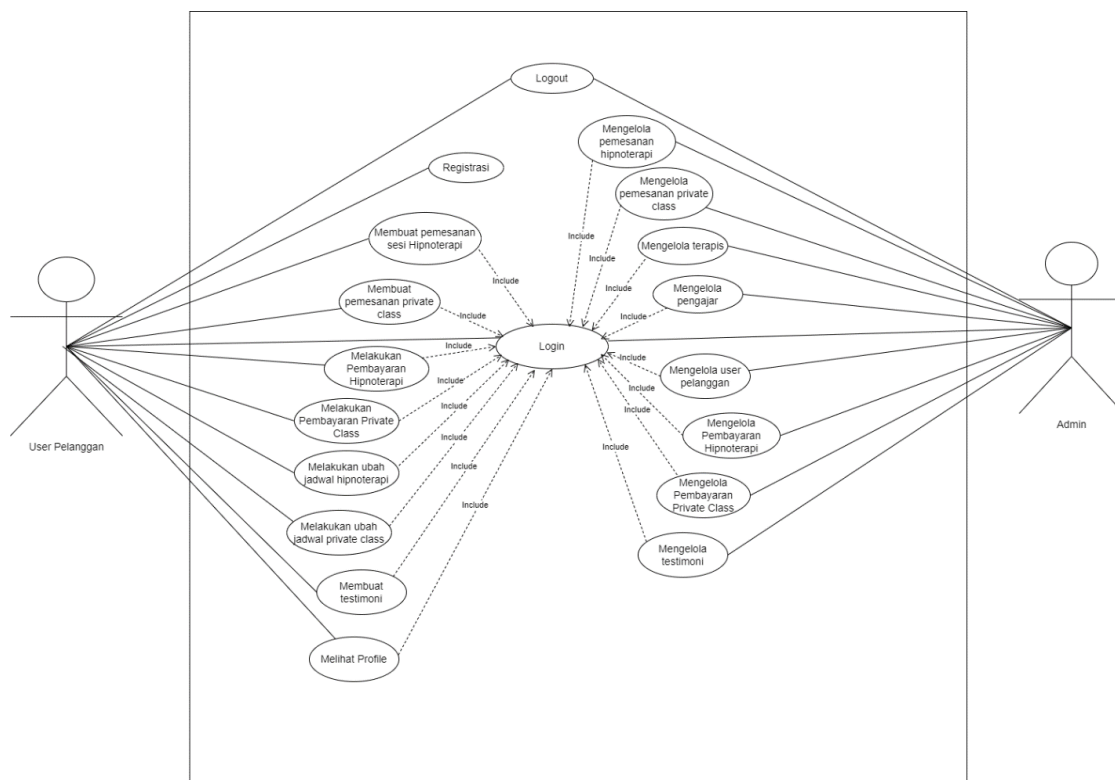 Logout
Mengelola
pemesanan
hipnoterapi
Registrasi
Mengelola
pemesanan private
class
Membuat pemesanan
sesi Hipnoterapi
Include
Include
Mengelola terapis
Include
Include
Membuat
pemesanan private
class
Include
Mengelola
pengajar
Include
Login
Include
Melakukan
Pembayaran
Hipnoterapi
Include
Mengelola user
pelanggan
Include
Include
Melakukan
Pembayaran Private
Class
Include
Include
Mengelola
Pembayaran
Hipnoterapi
User Pelanggan
Admin
Melakukan ubah
jadwal hipnoterapi
Include
Include
Include
Mengelola
Pembayaran
Private Class
Melakukan ubah
jadwal private class
Include
Mengelola
testimoni
Membuat
testimoni
Melihat Profile